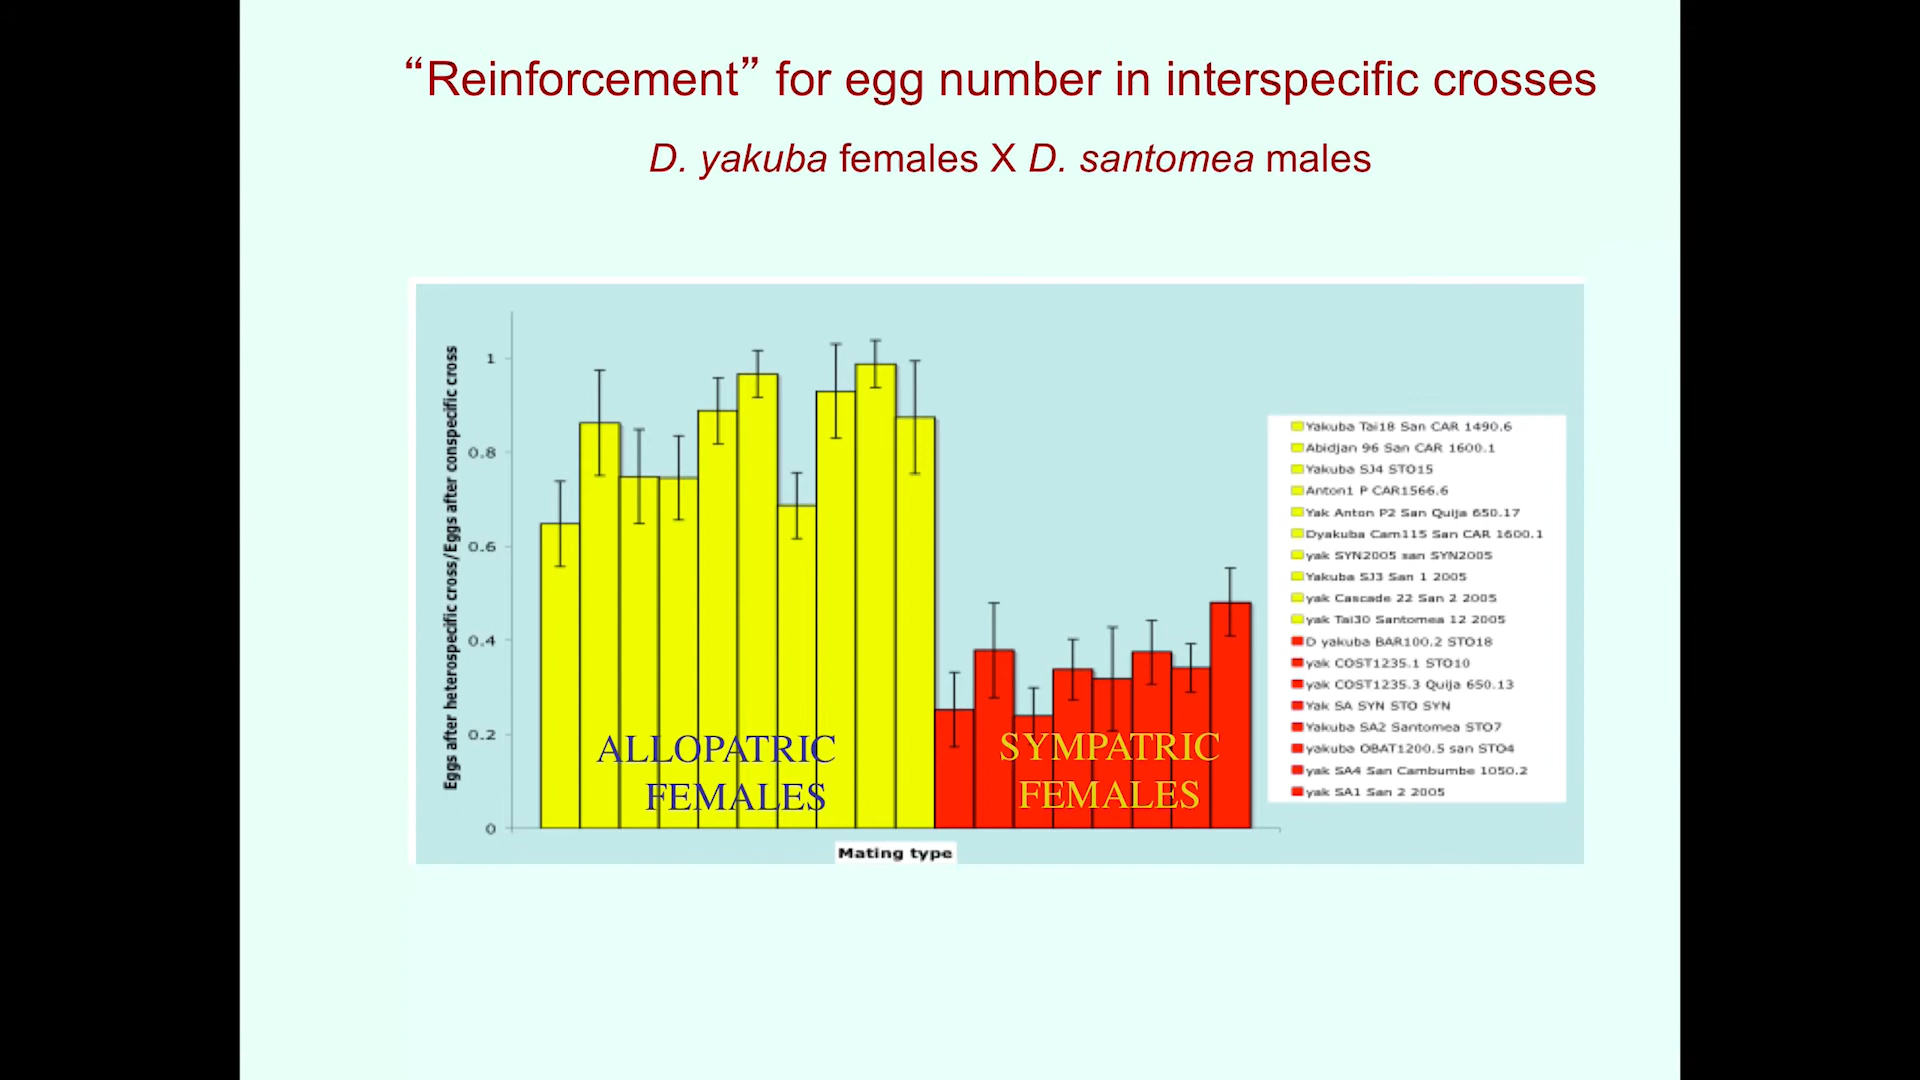 “Reinforcement” for egg number in interspecific crosses
D. yakuba females X D. santomea males
Eggs after heterospecific cross/Eggs after conspecific cross
1
0.8
0.6
0.4
0.2
0
ALLOPATRIC
FEMALES
SYMPATRIC
FEMALES
Mating type
Yakuba Tai18 San CAR 1490.6
Abidjan 96 San CAR 1600.1
Yakuba SJ4 STO15
Anton1 P CAR1566.6
Yak Anton P2 San Quija 650.17
Dyakuba Cam115 San CAR 1600.1
yak SYN2005 san SYN2005
Yakuba SJ3 San 1 2005
yak Cascade 22 San 2 2005
yak Tai30 Santomea 12 2005
D yakuba BAR100.2 STO18
yak COST1235.1 STO10
yak COST1235.3 Quija 650.13
Yak SA SYN STO SYN
Yakuba SA2 Santomea STO7
yakuba OBAT1200.5 san STO4
yak SA4 San Cambumbe 1050.2
yak SA1 San 2 2005